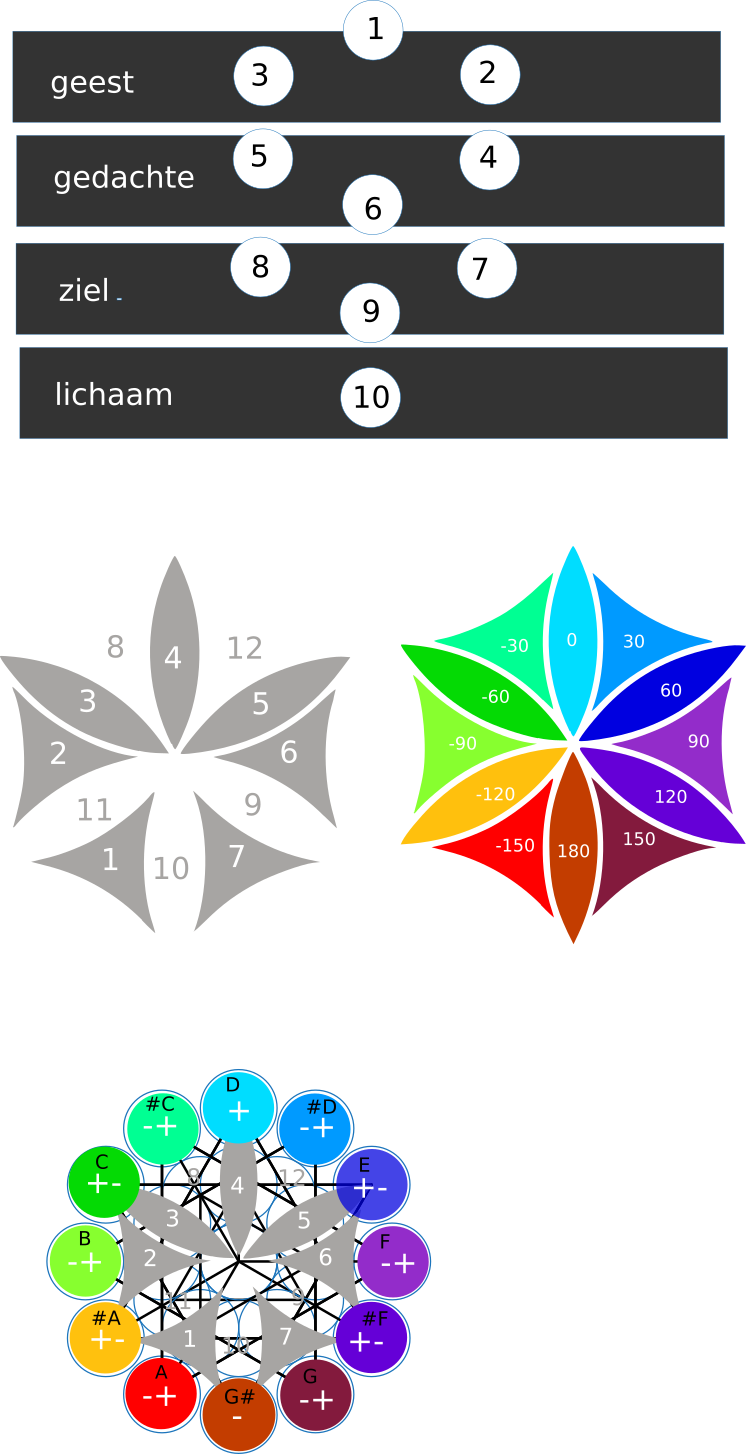 1
geest 3 2
gedachte 5 4
6
ziel - 8 7
9
lichaam 10
8 12
4
3 5
2 6
11 9
1 10 7
-30 0 30
-60 60
-90 90
-120 120
-150 180 150
D
+
#C
-+
#D
-+
C
+-
E
+-
8 12
4
3 5
B
-+
F
-+
2 6
11 9
#A
+-
#F
+-
1 10 7
A
-+
G
-+
G#
-